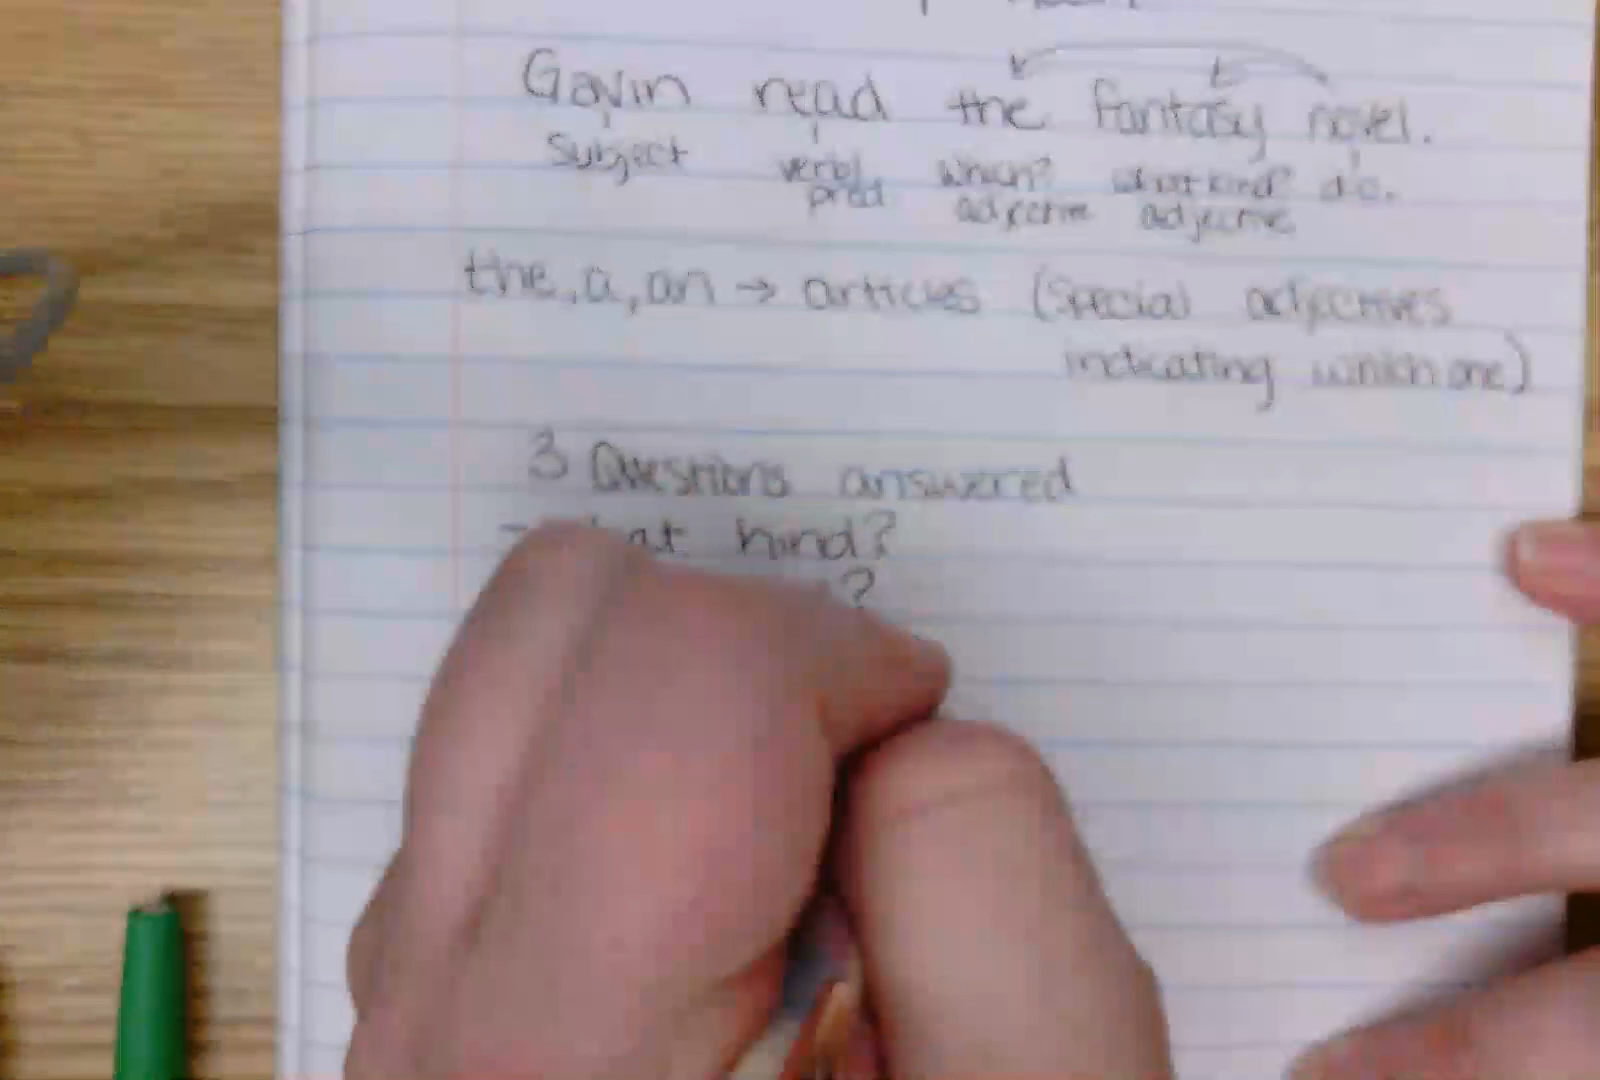 Gavin read the fantasy novel.
subject verb/ which? what kind? d.o.
pred adjective adjective
the, a, an → articles (special adjectives
indicating which one)
3 Questions answered
at kind?
?